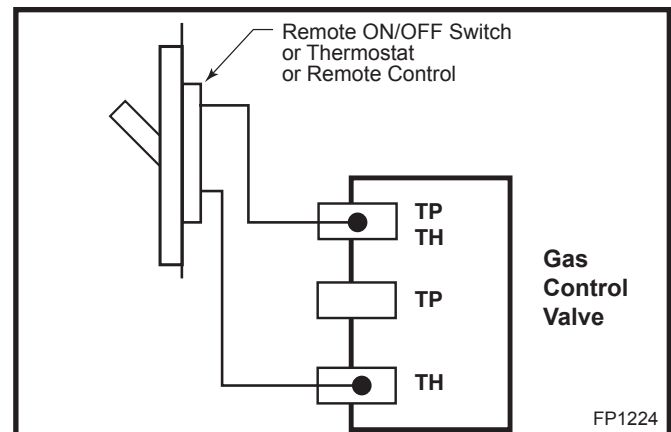 Remote ON/OFF Switch
or Thermostat
or Remote Control
TP
TH
TP
TH
Gas
Control
Valve
FP1224